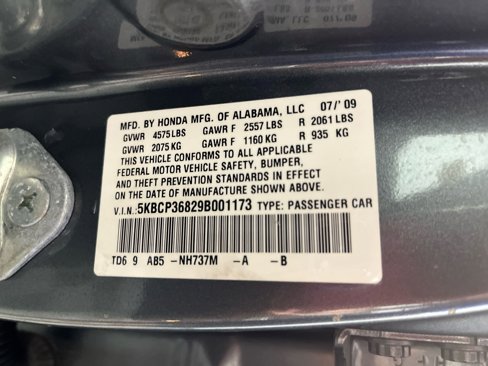 MFD. BY HONDA MFG. OF ALABAMA, LLC 07/'09
GVWR 4575 LBS GAWR F 2557 LBS R 2061 LBS
GVWR 2075 KG GAWR F 1160 KG R 935 KG
THIS VEHICLE CONFORMS TO ALL APPLICABLE
FEDERAL MOTOR VEHICLE SAFETY, BUMPER,
AND THEFT PREVENTION STANDARDS IN EFFECT
ON THE DATE OF MANUFACTURE SHOWN ABOVE.
V.I.N.: 5KBCP36829B001173 TYPE: PASSENGER CAR
TD6 9 AB5 -NH737M -A -B